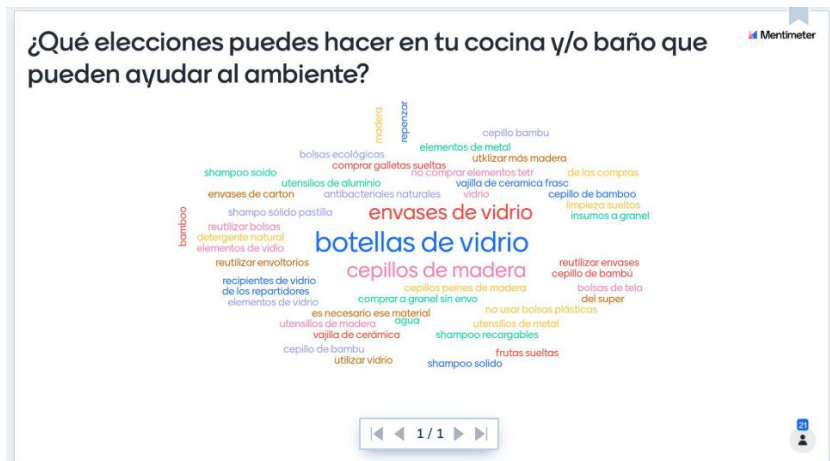 ¿Qué elecciones puedes hacer en tu cocina y/o baño que
pueden ayudar al ambiente?
Mentimeter
madera
repenzar
cepillo bambu
elementos de metal
bolsas ecológicas
utklizar más madera
comprar galletas sueltas
shampoo soido
no comprar elementos tetr
de las compras
utensilios de aluminio
vajilla de ceramica frasc
envases de carton
antibacteriales naturales
vidrio
cepillo de bamboo
limpieza sueltos
shampo sólido pastilla
envases de vidrio
insumos a granel
bamboo
reutilizar bolsas
detergente natural
botellas de vidrio
elementos de vidio
reutilizar envoltorios
cepillos de madera
reutilizar envases
cepillo de bambú
recipientes de vidrio
de los repartidores
cepillos peines de madera
bolsas de tela
elementos de vidrio
comprar a granel sin envo
del super
es necesario ese material
no usar bolsas plásticas
utensilios de madera
agua
utensilios de metal
vajilla de cerámica
shampoo recargables
cepillo de bambu
frutas sueltas
utilizar vidrio
shampoo solido
1 / 1
21